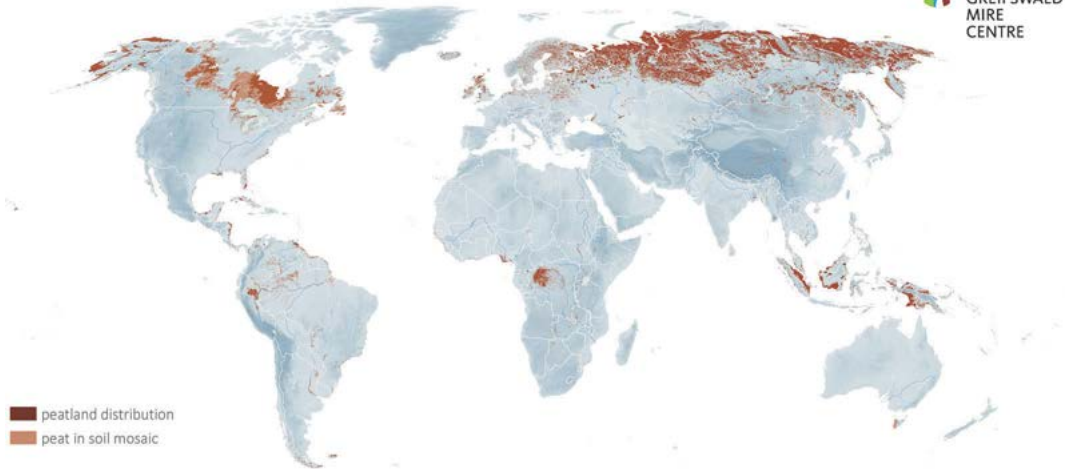 GREIFSWALD
MIRE
CENTRE
peatland distribution
peat in soil mosaic